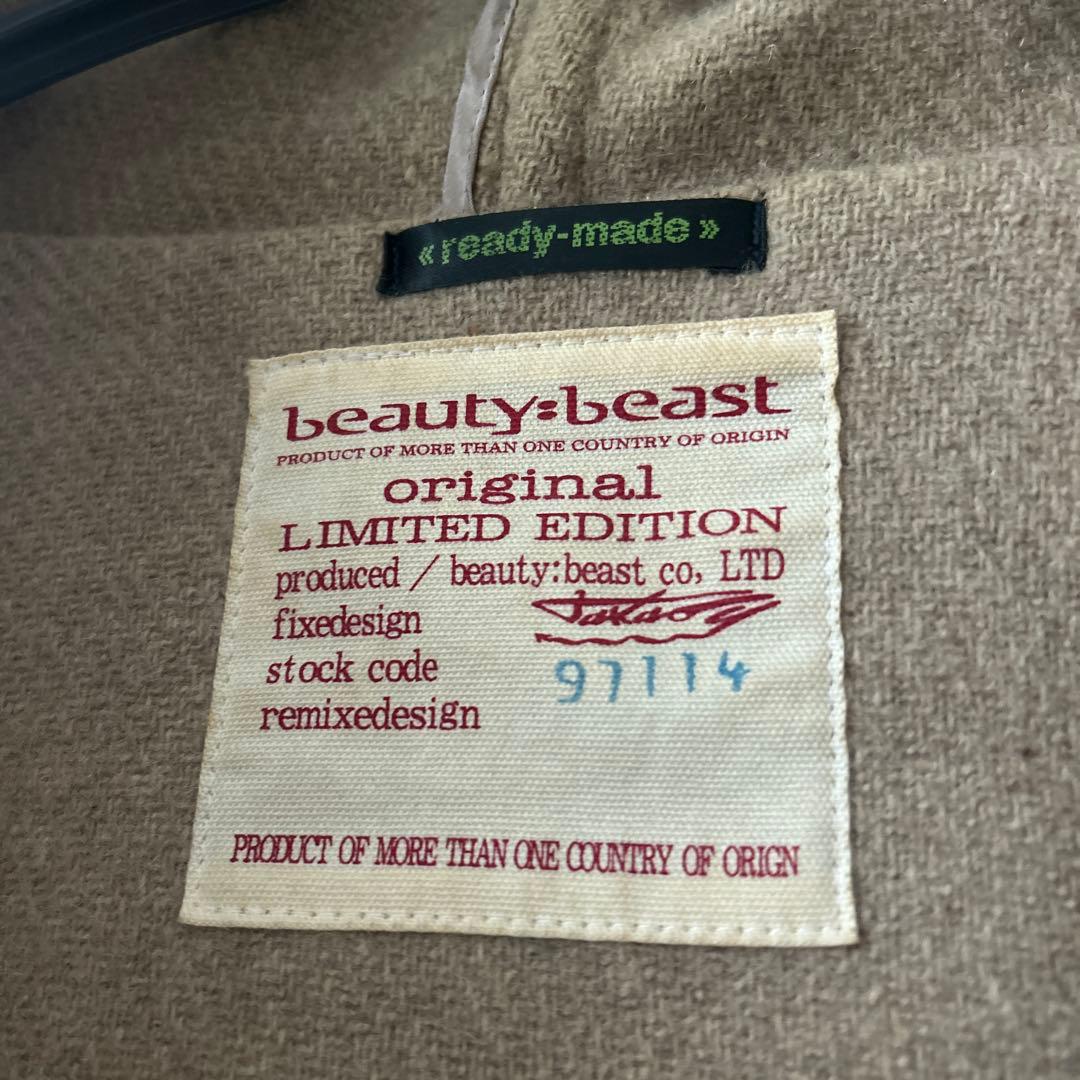 «ready-made»
beauty:beast
PRODUCT OF MORE THAN ONE COUNTRY OF ORIGIN
original
LIMITED EDITION
produced / beauty:beast co, LTD
fixedesign
stock code 97114
remixedesign
PRODUCT OF MORE THAN ONE COUNTRY OF ORIGN